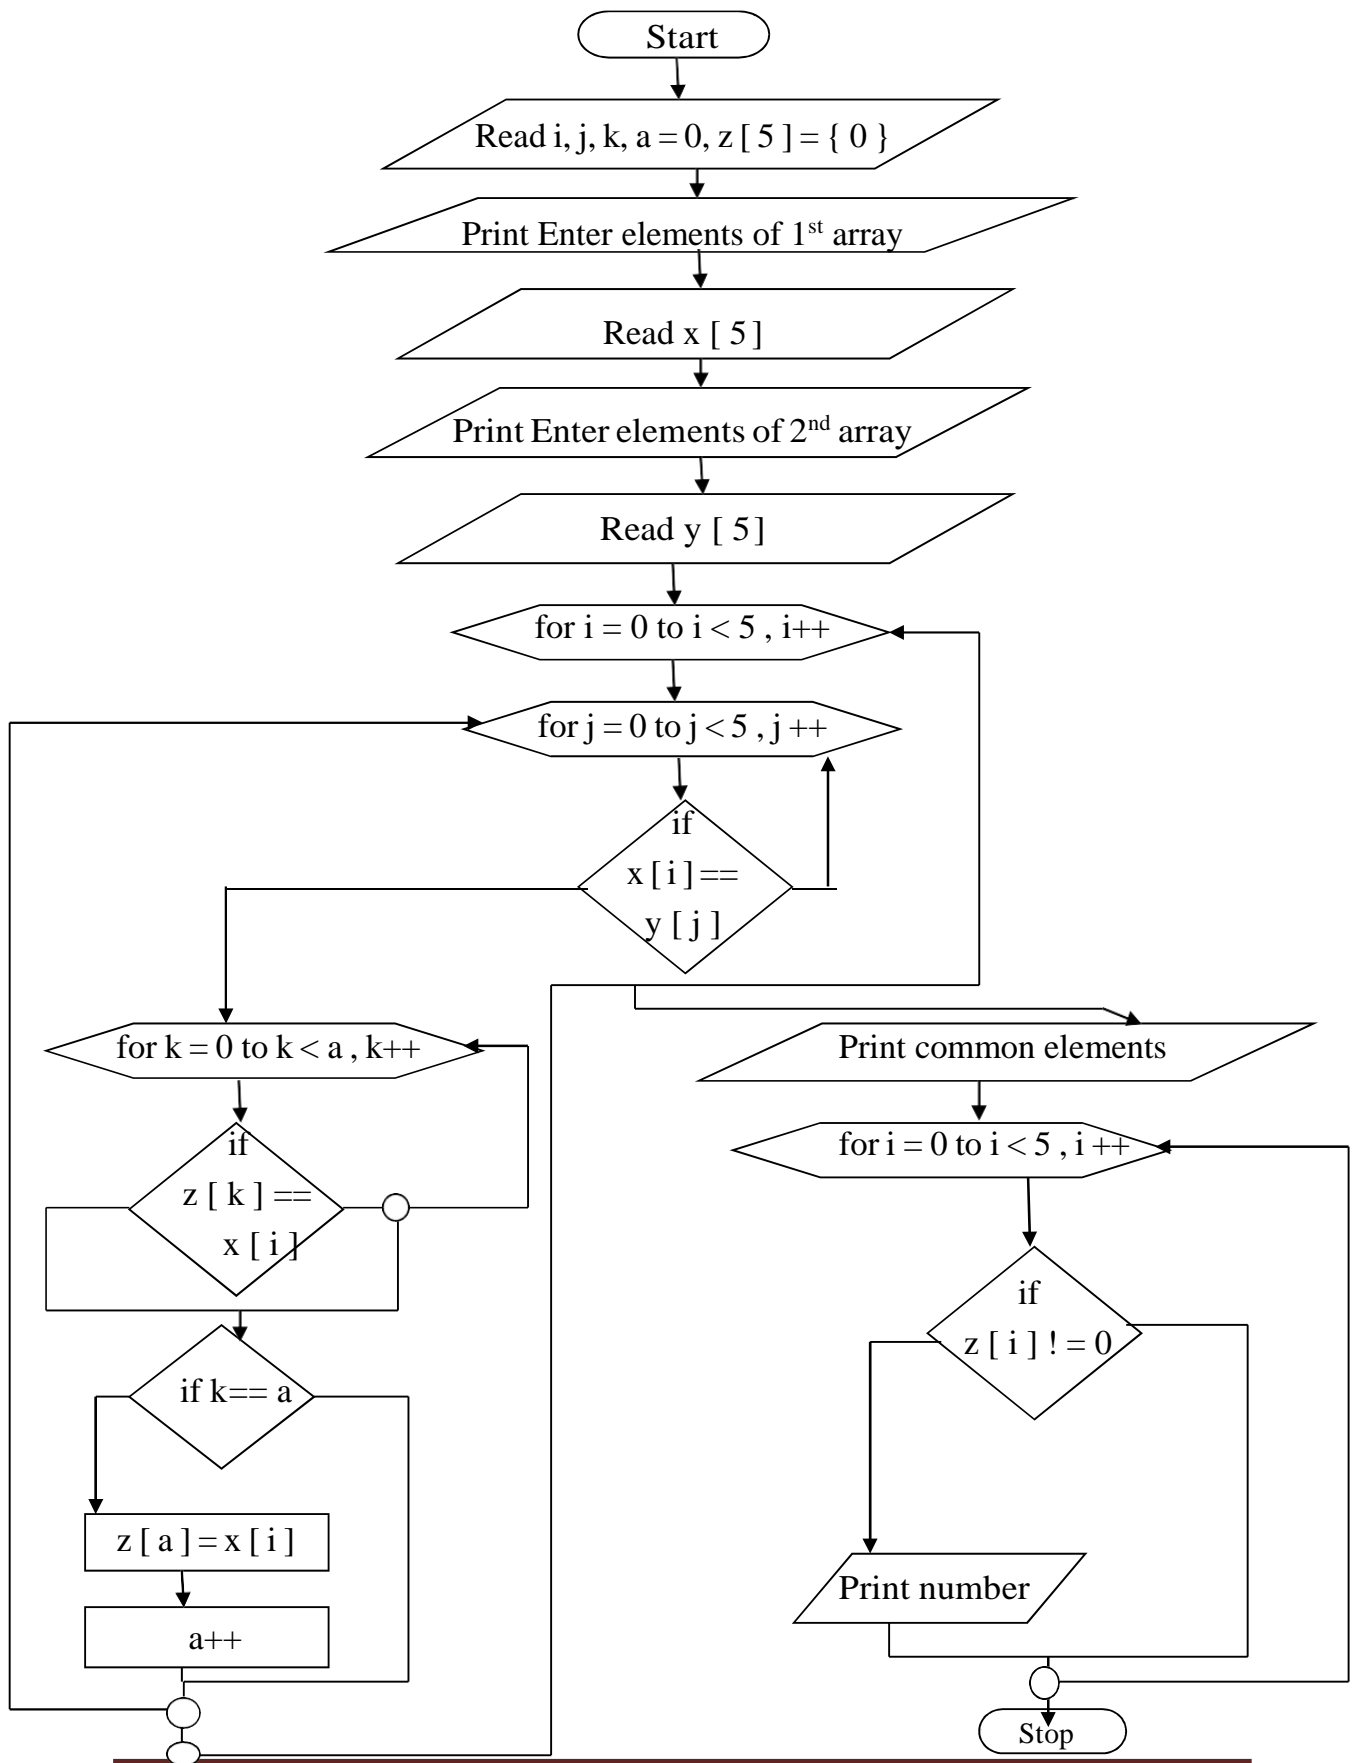 Start
Read i, j, k, a = 0, z [ 5 ] = { 0 }
Print Enter elements of 1st array
Read x [ 5 ]
Print Enter elements of 2nd array
Read y [ 5 ]
for i = 0 to i < 5 , i++
for j = 0 to j < 5 , j ++
if
x [ i ] ==
y [ j ]
for k = 0 to k < a , k++
if
z [ k ] ==
x [ i ]
if k== a
z [ a ] = x [ i ]
a++
Print common elements
for i = 0 to i < 5 , i ++
if
z [ i ] ! = 0
Print number
Stop